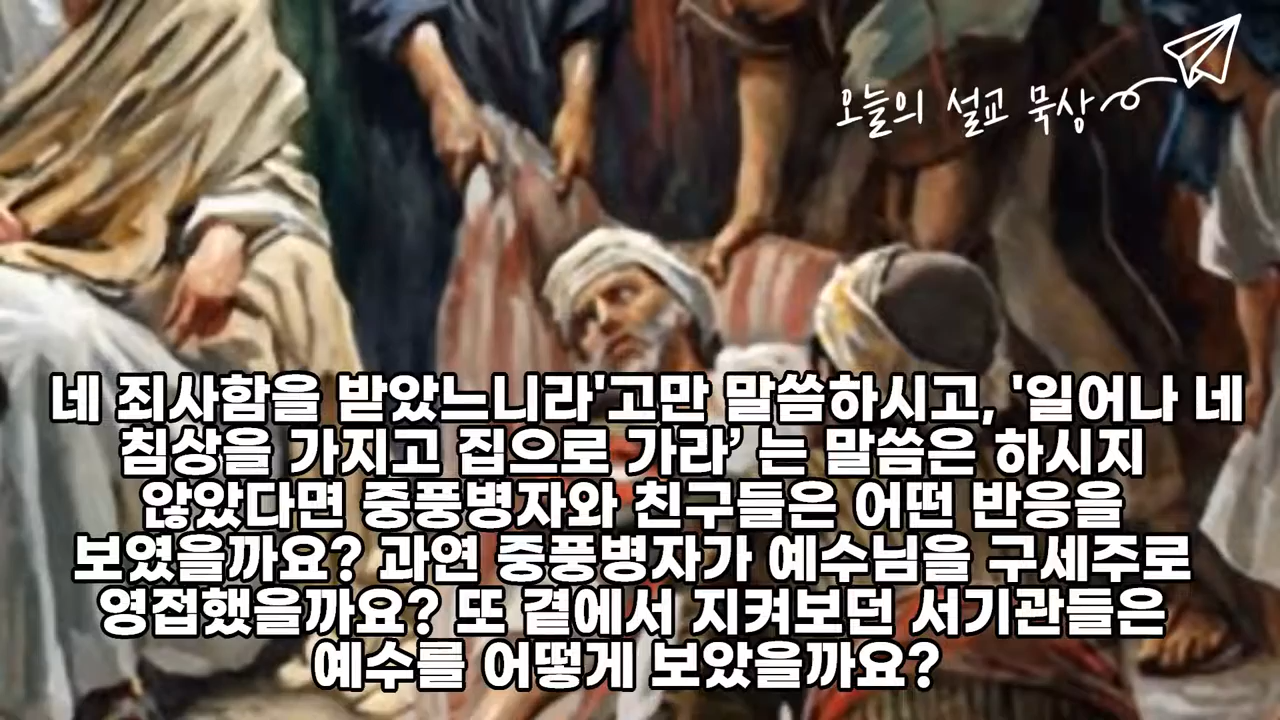 오늘의 설교 묵상
네 죄사함을 받았느니라'고만 말씀하시고, '일어나 네
침상을 가지고 집으로 가라’ 는 말씀은 하시지
않았다면 중풍병자와 친구들은 어떤 반응을
보였을까요? 과연 중풍병자가 예수님을 구세주로
영접했을까요? 또 곁에서 지켜보던 서기관들은
예수를 어떻게 보았을까요?